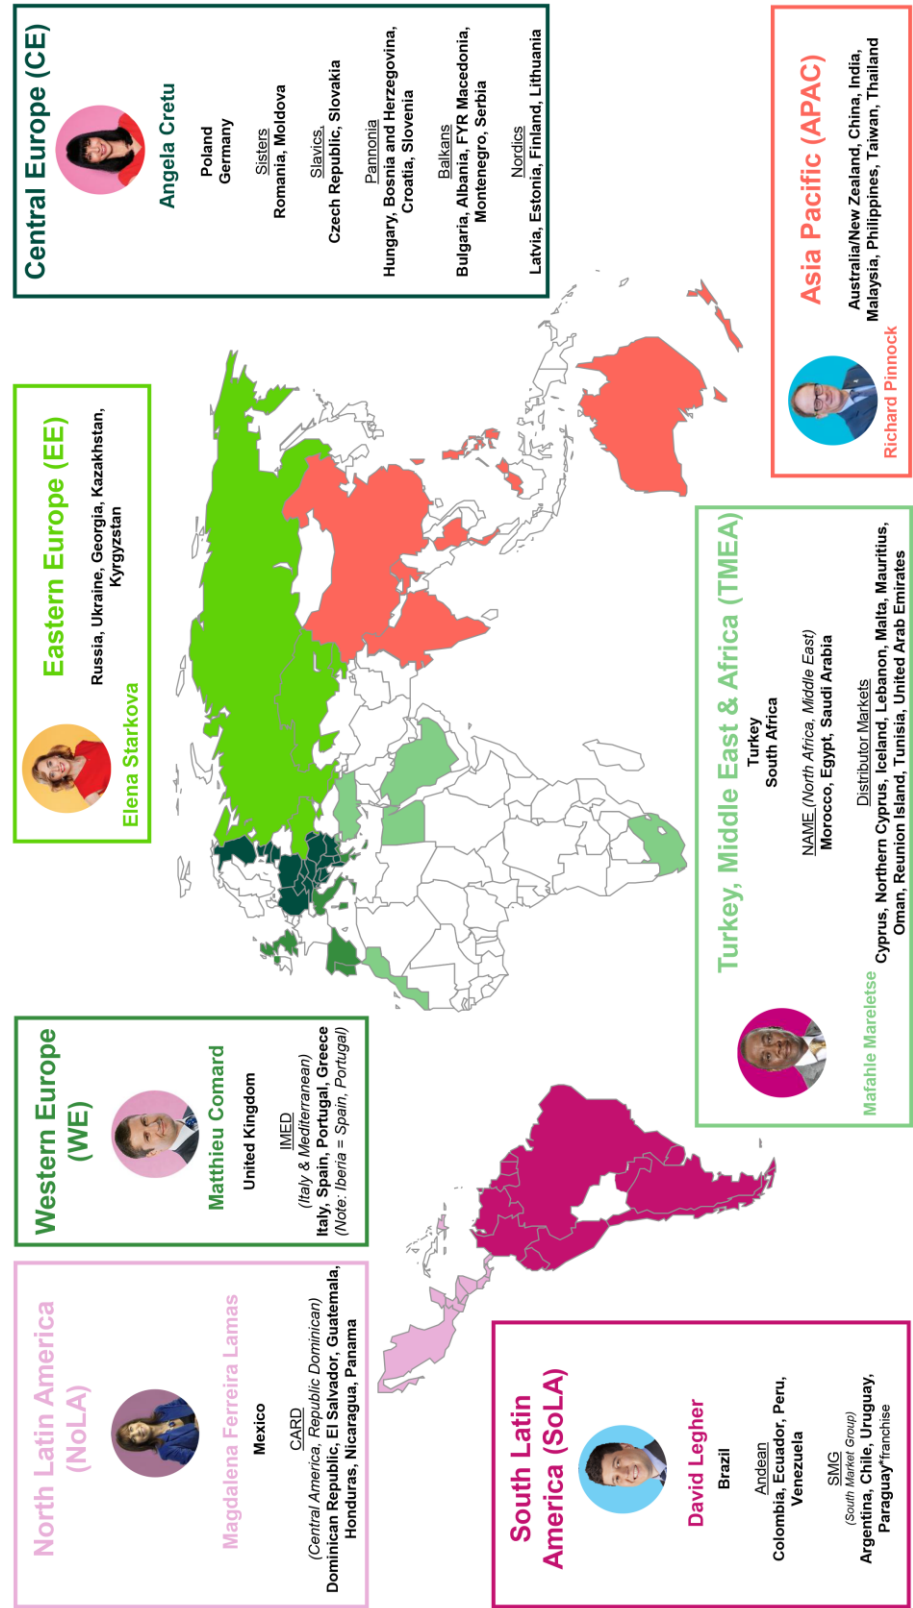 North Latin America
(NoLA)
Magdalena Ferreira Lamas
Mexico
CARD
(Central America, Republic Dominican)
Dominican Republic, El Salvador, Guatemala,
Honduras, Nicaragua, Panama
Western Europe
(WE)
Matthieu Comard
United Kingdom
IMED
(Italy & Mediterranean)
Italy, Spain, Portugal, Greece
(Note: Iberia = Spain, Portugal)
Eastern Europe (EE)
Russia, Ukraine, Georgia, Kazakhstan,
Kyrgyzstan
Elena Starkova
Central Europe (CE)
Angela Cretu
Poland
Germany
Sisters
Romania, Moldova
Slavics,
Czech Republic, Slovakia
Pannonia
Hungary, Bosnia and Herzegovina,
Croatia, Slovenia
Balkans
Bulgaria, Albania, FYR Macedonia,
Montenegro, Serbia
Nordics
Latvia, Estonia, Finland, Lithuania
South Latin
America (SoLA)
David Legher
Brazil
Andean
Colombia, Ecuador, Peru,
Venezuela
SMG
(South Market Group)
Argentina, Chile, Uruguay,
Paraguay*franchise
Turkey, Middle East & Africa (TMEA)
Turkey
South Africa
NAME (North Africa, Middle East)
Morocco, Egypt, Saudi Arabia
Distributor Markets
Cyprus, Northern Cyprus, Iceland, Lebanon, Malta, Mauritius,
Oman, Reunion Island, Tunisia, United Arab Emirates
Mafahle Mareletse
Asia Pacific (APAC)
Australia/New Zealand, China, India,
Malaysia, Philippines, Taiwan, Thailand
Richard Pinnock